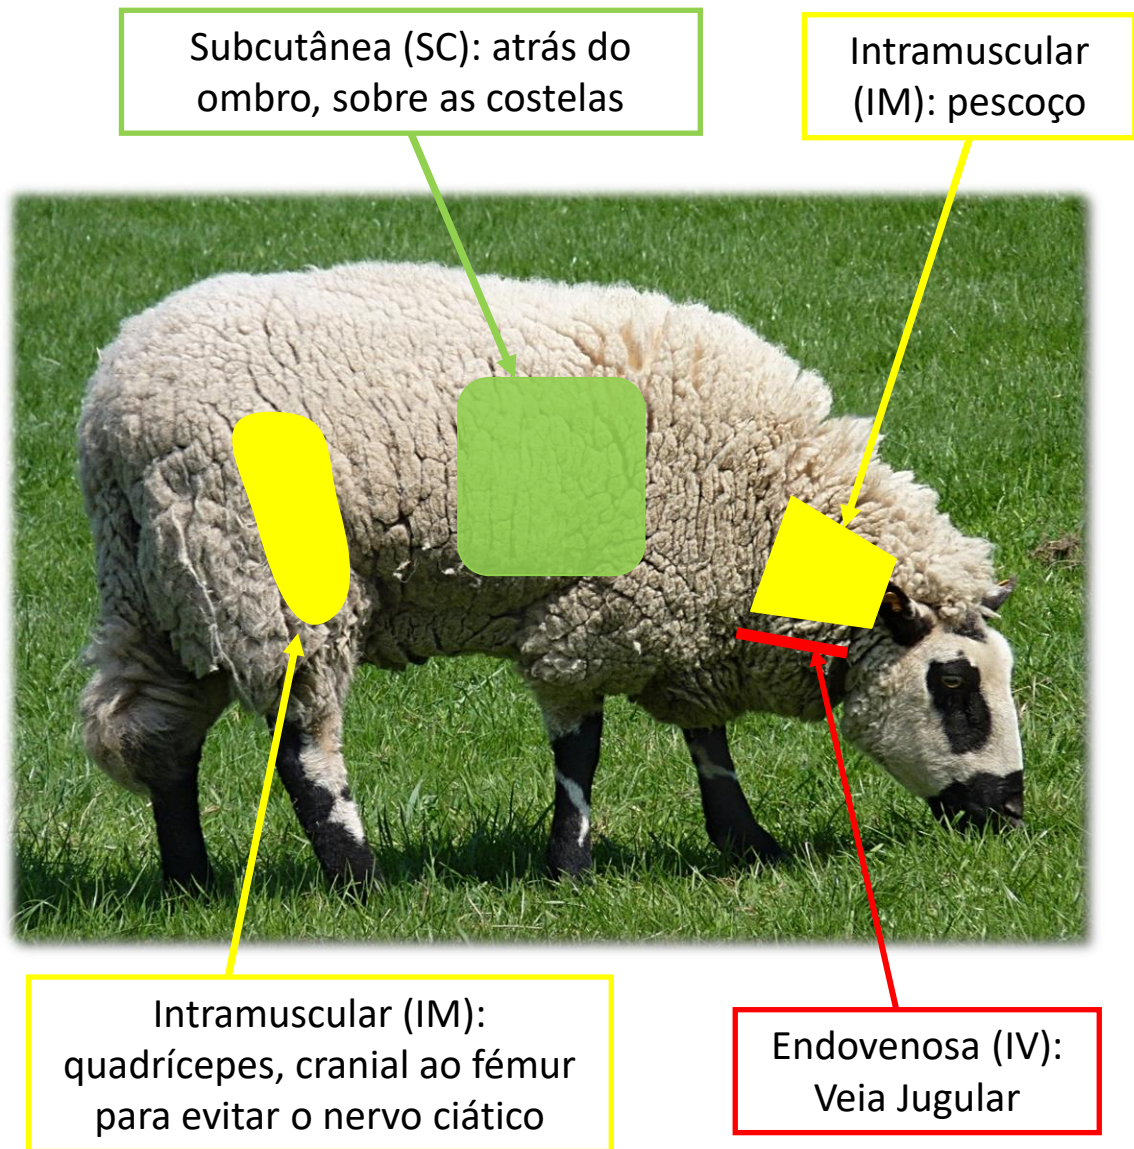 Subcutânea (SC): atrás do
ombro, sobre as costelas
Intramuscular
(IM): pescoço
Intramuscular (IM):
quadrícepes, cranial ao fémur
para evitar o nervo ciático
Endovenosa (IV):
Veia Jugular